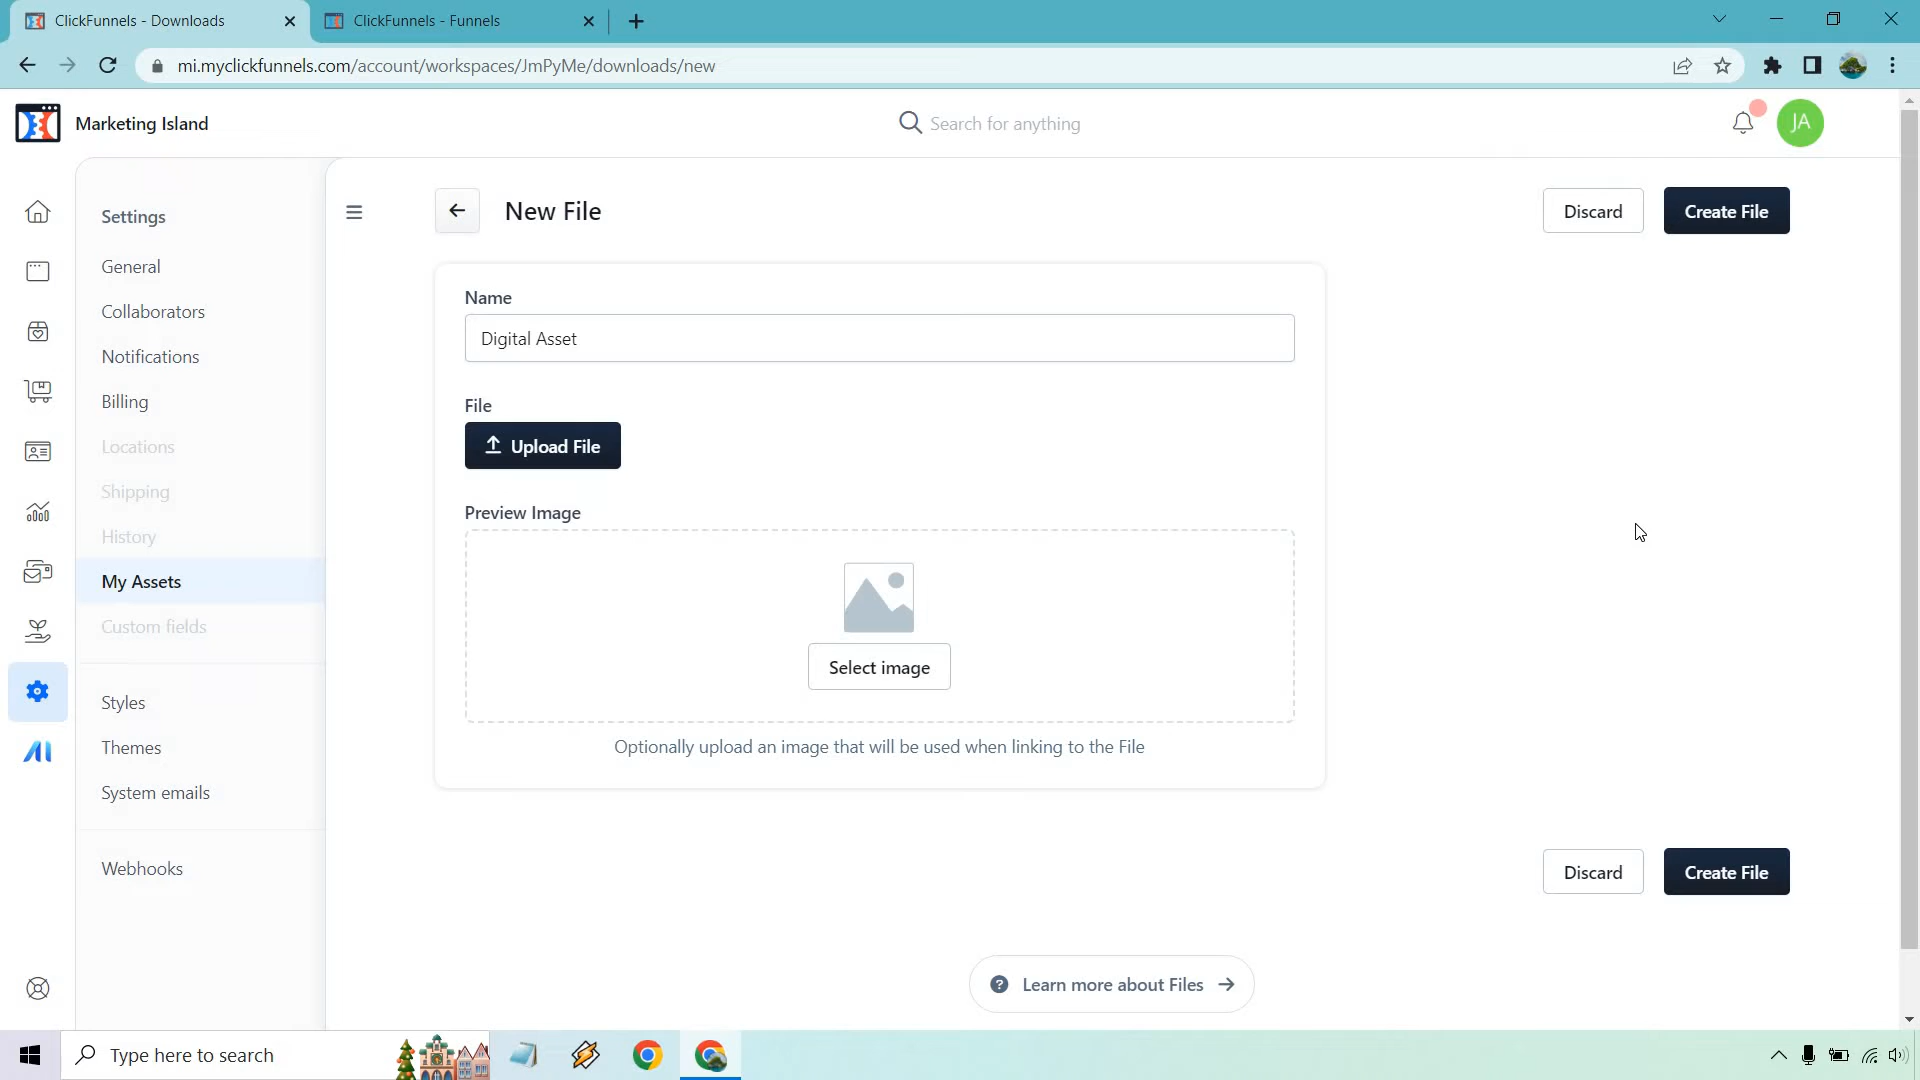 ClickFunnels - Downloads
ClickFunnels - Funnels
mi.myclickfunnels.com/account/workspaces/JmPyMe/downloads/new
Marketing Island
Search for anything
JA
Settings
General
Collaborators
Notifications
Billing
Locations
Shipping
History
My Assets
Custom fields
Styles
Themes
System emails
Webhooks
New File
Discard
Create File
Name
Digital Asset
File
Upload File
Preview Image
Select image
Optionally upload an image that will be used when linking to the File
Discard
Create File
? Learn more about Files
Type here to search